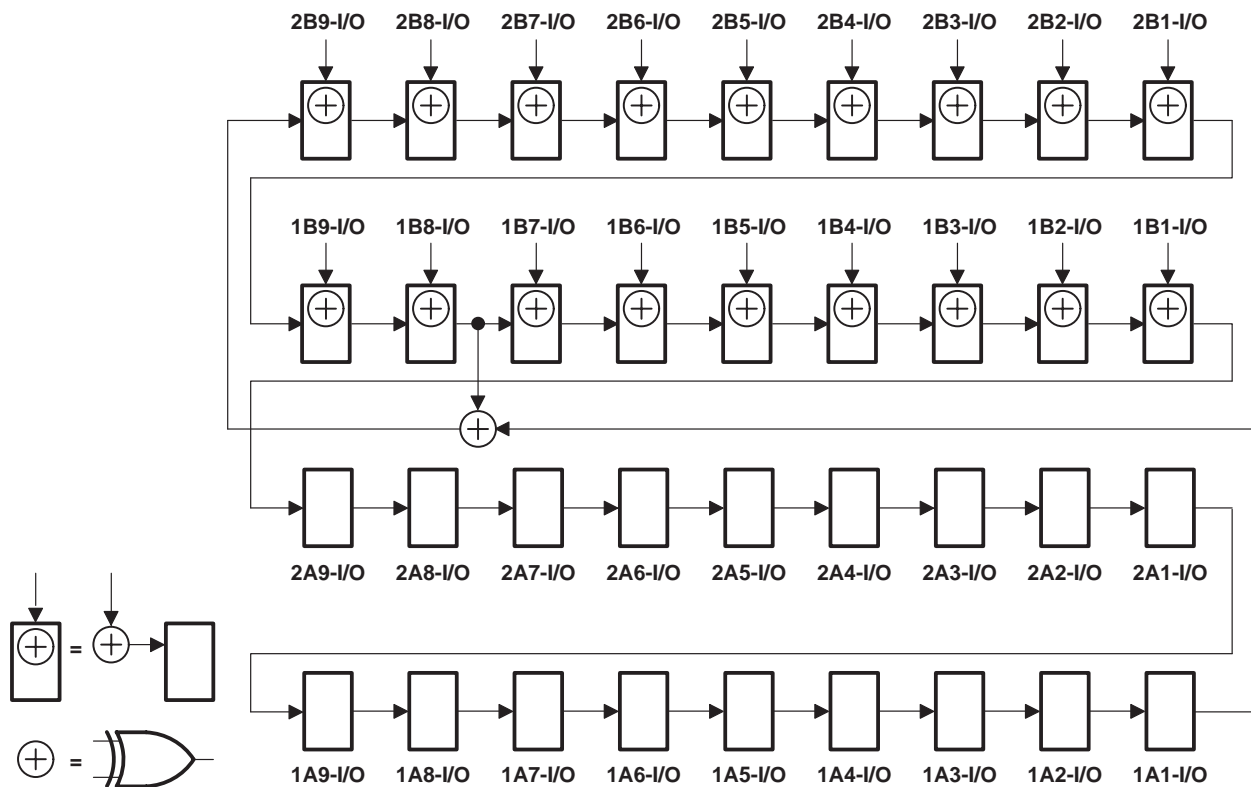 2B9-I/O 2B8-I/O 2B7-I/O 2B6-I/O 2B5-I/O 2B4-I/O 2B3-I/O 2B2-I/O 2B1-I/O
1B9-I/O 1B8-I/O 1B7-I/O 1B6-I/O 1B5-I/O 1B4-I/O 1B3-I/O 1B2-I/O 1B1-I/O
2A9-I/O 2A8-I/O 2A7-I/O 2A6-I/O 2A5-I/O 2A4-I/O 2A3-I/O 2A2-I/O 2A1-I/O
=
=
1A9-I/O 1A8-I/O 1A7-I/O 1A6-I/O 1A5-I/O 1A4-I/O 1A3-I/O 1A2-I/O 1A1-I/O